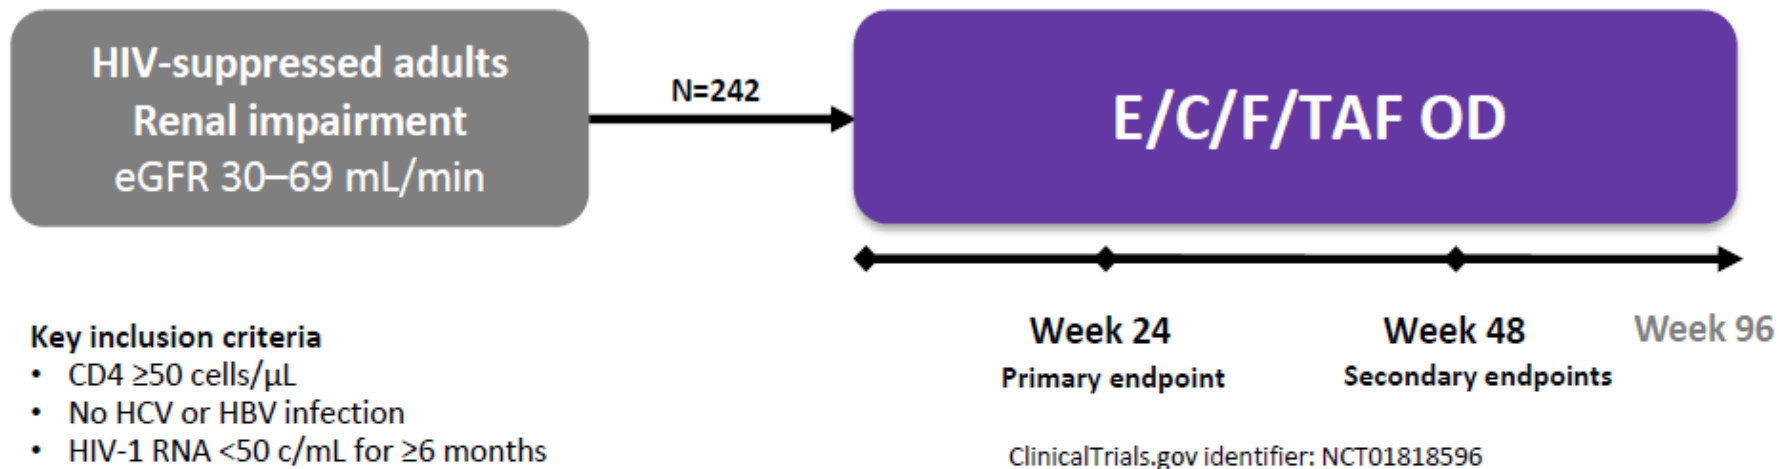 HIV-suppressed adults
Renal impairment
eGFR 30–69 mL/min
N=242
E/C/F/TAF OD
Week 24
Primary endpoint
Week 48
Secondary endpoints
Week 96
Key inclusion criteria
• CD4 ≥50 cells/μL
• No HCV or HBV infection
• HIV-1 RNA <50 c/mL for ≥6 months
ClinicalTrials.gov identifier: NCT01818596